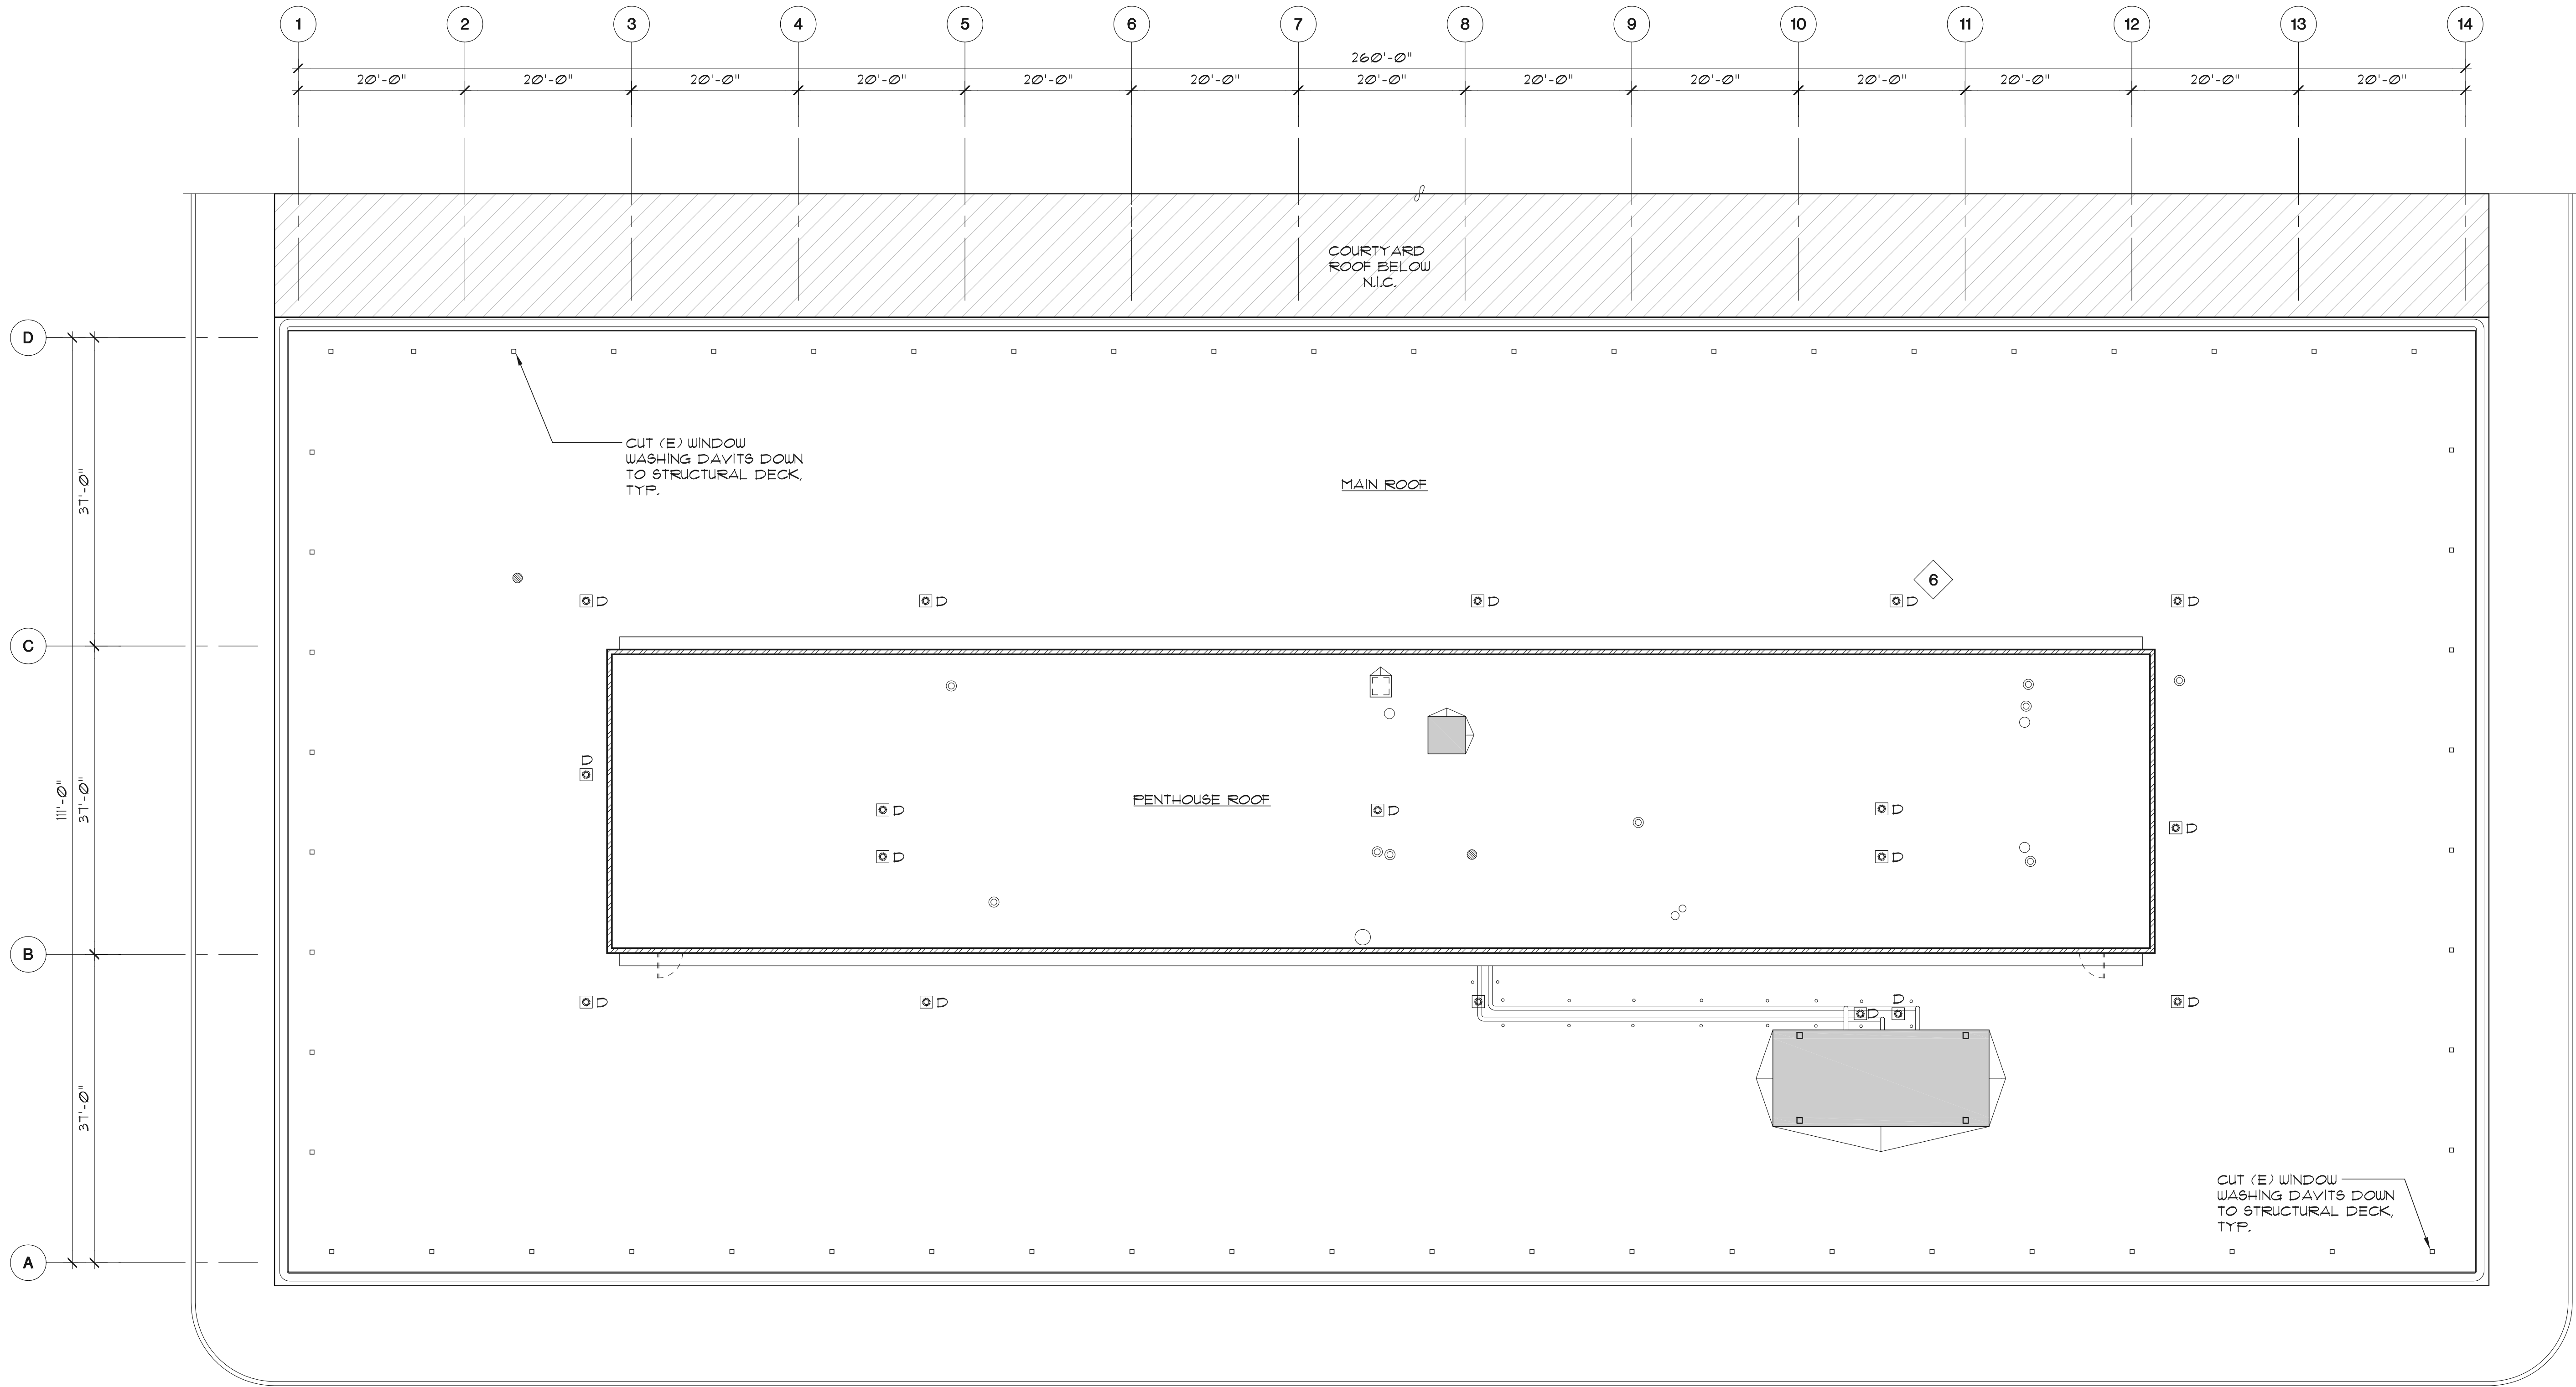 1 2 3 4 5 6 7 8 9 10 11 12 13 14
260'-0"
20'-0" 20'-0" 20'-0" 20'-0" 20'-0" 20'-0" 20'-0" 20'-0" 20'-0" 20'-0" 20'-0" 20'-0" 20'-0"
COURTYARD
ROOF BELOW
N.I.C.
D
CUT (E) WINDOW
WASHING DAVITS DOWN
TO STRUCTURAL DECK,
TYP.
MAIN ROOF
37'-0"
6
D D D D D
C
D
111'-0"
37'-0"
PENTHOUSE ROOF
D D D
D
D D
B
D D D
D
D
37'-0"
CUT (E) WINDOW
WASHING DAVITS DOWN
TO STRUCTURAL DECK,
TYP.
A